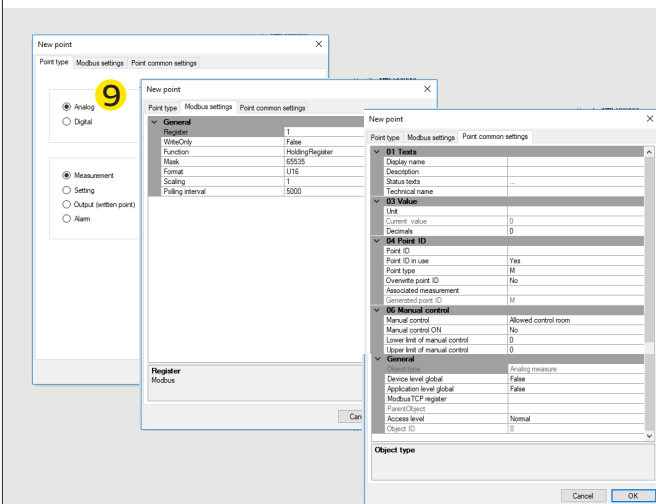 New point
Point type Modbus settings Point common settings
9
Analog
Digital
Measurement
Setting
Output (written point)
Alarm
New point
Point type Modbus settings Point common settings
General
Register 1
WriteOnly False
Function HoldingRegister
Mask 65535
Format U16
Scaling 1
Polling interval 5000
Register
Modbus
New point
Point type Modbus settings Point common settings
01 Texts
Display name
Description
Status texts ...
Technical name
03 Value
Unit
Current value 0
Decimals 0
04 Point ID
Point ID
Point ID in use Yes
Point type M
Overwrite point ID No
Associated measurement
Generated point ID M
06 Manual control
Manual control Allowed control room
Manual control ON No
Lower limit of manual control 0
Upper limit of manual control 0
General
Object type Analog measure
Device level global False
Application level global False
ModbusTCP register
ParentObject
Access level Normal
Object ID 0
Object type
Cancel OK